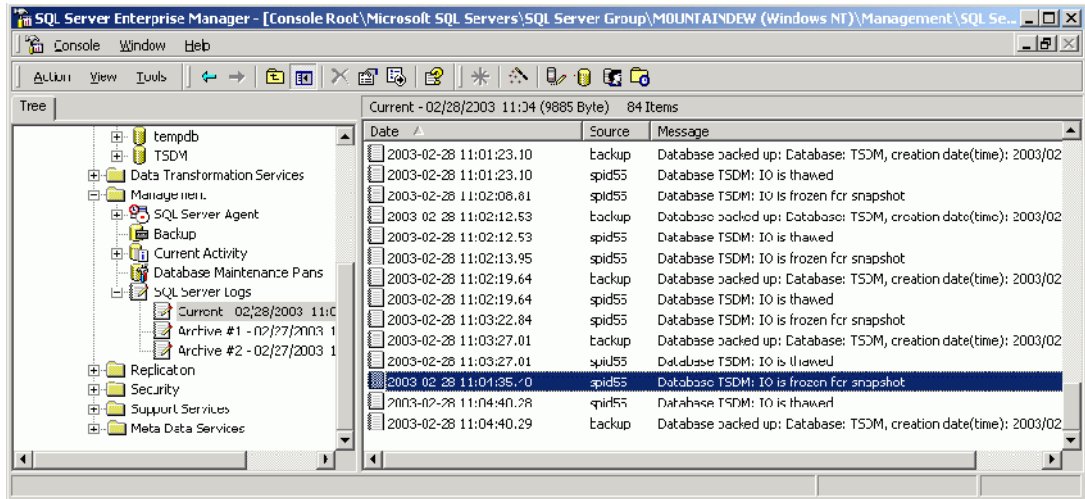 SQL Server Enterprise Manager - [Console Root\Microsoft SQL Servers\SQL Server Group\MOUNTAINDEW (Windows NT)\Management\SQL Se...
Console Window Help
Action View Tools
Tree
Current - 02/28/2003 11:04 (9885 Byte) 84 Items
tempdb
TSDM
Data Transformation Services
Management
SQL Server Agent
Backup
Current Activity
Database Maintenance Plans
SQL Server Logs
Current 02/28/2003 11:0
Archive #1 - 02/27/2003 1
Archive #2 - 02/27/2003 1
Replication
Security
Support Services
Meta Data Services
Date Source Message
2003-02-28 11:01:23.10 backup Database backed up: Database: TSDM, creation date(time): 2003/02
2003-02-28 11:01:23.10 spid55 Database TSDM: IO is thawed
2003-02-28 11:02:08.81 spid55 Database TSDM: IO is frozen for snapshot
2003-02-28 11:02:12.53 backup Database backed up: Database: TSDM, creation date(time): 2003/02
2003-02-28 11:02:12.53 spid55 Database TSDM: IO is thawed
2003-02-28 11:02:13.95 spid55 Database TSDM: IO is frozen for snapshot
2003-02-28 11:02:19.64 backup Database backed up: Database: TSDM, creation date(time): 2003/02
2003-02-28 11:02:19.64 spid55 Database TSDM: IO is thawed
2003-02-28 11:03:22.84 spid55 Database TSDM: IO is frozen for snapshot
2003-02-28 11:03:27.01 backup Database backed up: Database: TSDM, creation date(time): 2003/02
2003-02-28 11:03:27.01 spid55 Database TSDM: IO is thawed
2003-02-28 11:04:35.40 spid55 Database TSDM: IO is frozen for snapshot
2003-02-28 11:04:40.28 spid55 Database TSDM: IO is thawed
2003-02-28 11:04:40.29 backup Database backed up: Database: TSDM, creation date(time): 2003/02